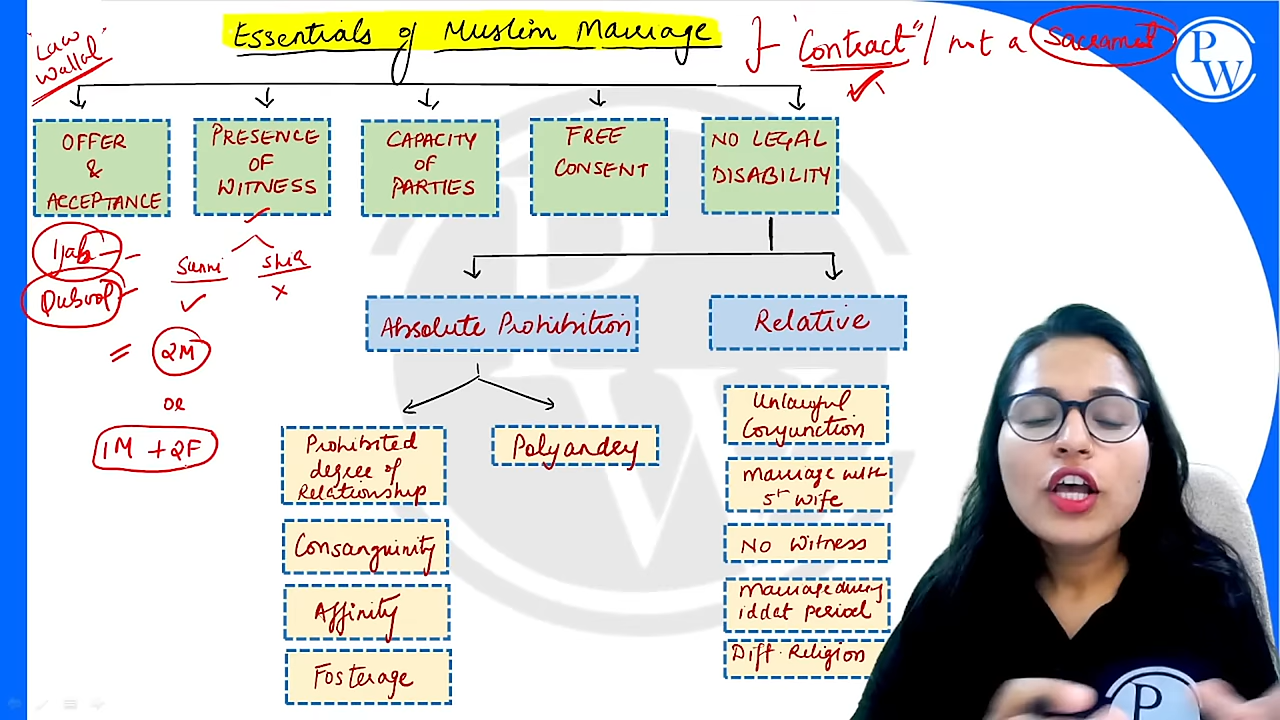 "Law
Wallah"
Essentials of Muslim Marriage } "Contract" / not a Sacrament
PW
OFFER
&
ACCEPTANCE
PRESENCE
OF
WITNESS
CAPACITY
OF
PARTIES
FREE
CONSENT
NO LEGAL
DISABILITY
Ijab
Qubool
Sunni
Shia
= 2M
or
1M + 2F
Absolute Prohibition
Relative
Prohibited
degree of
Relationship
Consanguinity
Affinity
Fosterage
Polyandry
Unlawful
Conjunction
Marriage with
5th wife
No Witness
Marriage during
iddat period
Diff. Religion
PW
P